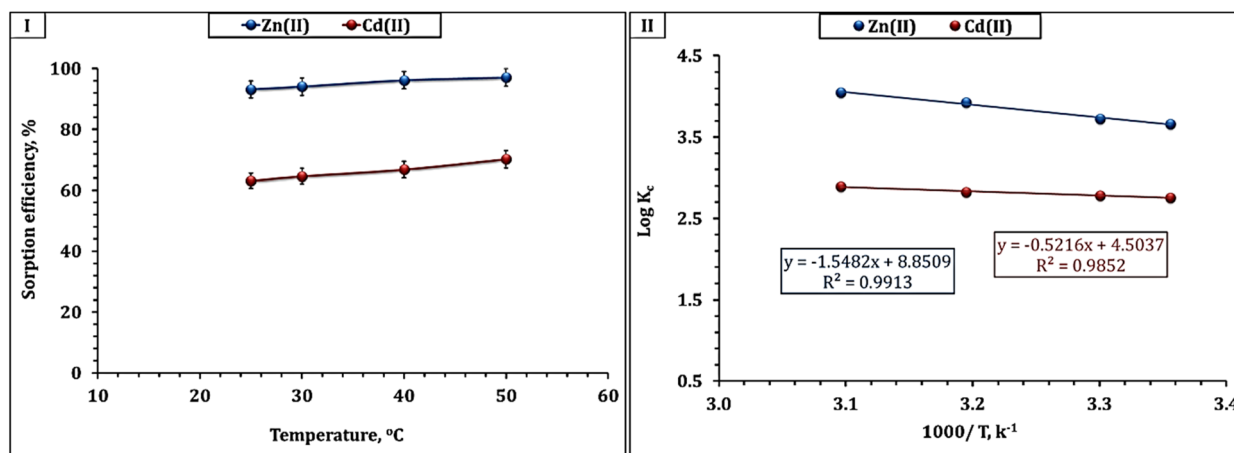 I
Zn(II) Cd(II)
100
80
60
40
20
0
Sorption efficiency, %
10 20 30 40 50 60
Temperature, °C
II
Zn(II) Cd(II)
4.5
3.5
2.5
1.5
0.5
Log Kc
y = -1.5482x + 8.8509
R² = 0.9913
y = -0.5216x + 4.5037
R² = 0.9852
3.0 3.1 3.2 3.3 3.4
1000/ T, k⁻¹